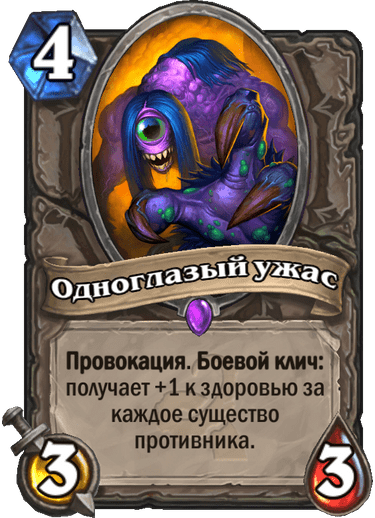 4
Одноглазый ужас
Провокация. Боевой клич:
получает +1 к здоровью за
каждое существо
противника.
3
3